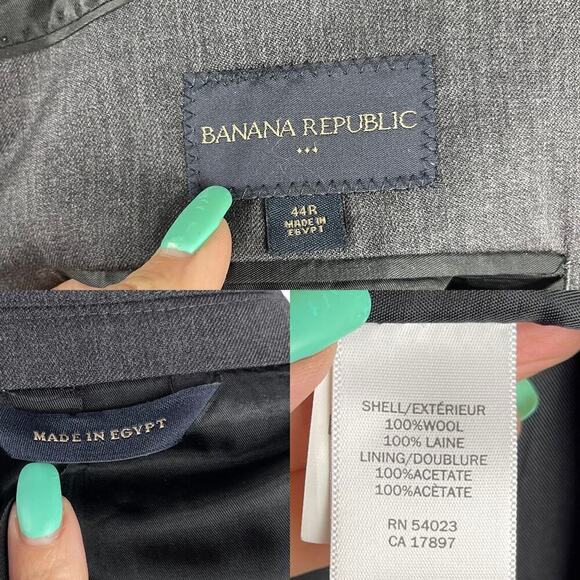 BANANA REPUBLIC
44R
MADE IN
EGYPT
MADE IN EGYPT
SHELL/EXTÉRIEUR
100%WOOL
100% LAINE
LINING/DOUBLURE
100%ACETATE
100%ACÈTATE
RN 54023
CA 17897